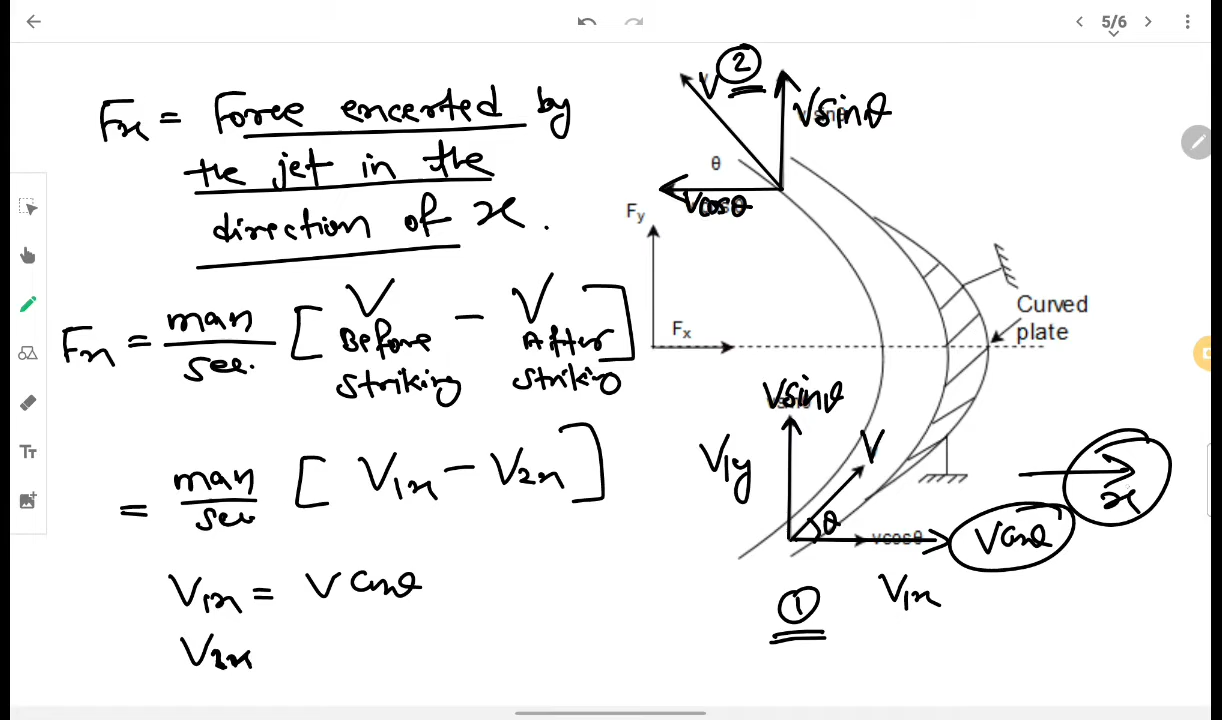 5/6
Fx = Force encerted by
the jet in the
direction of x.
Fx = mass/sec. [ V Before striking - V After striking ]
= mass/sec [ V1x - V2x ]
V1x = V cosθ
V2x
V 2
Vsinθ
θ
Vcosθ
Fy
Fx
Curved
plate
Vsinθ
V1y
V
θ
vcosθ
Vcosθ
x
V1x
1
Tт